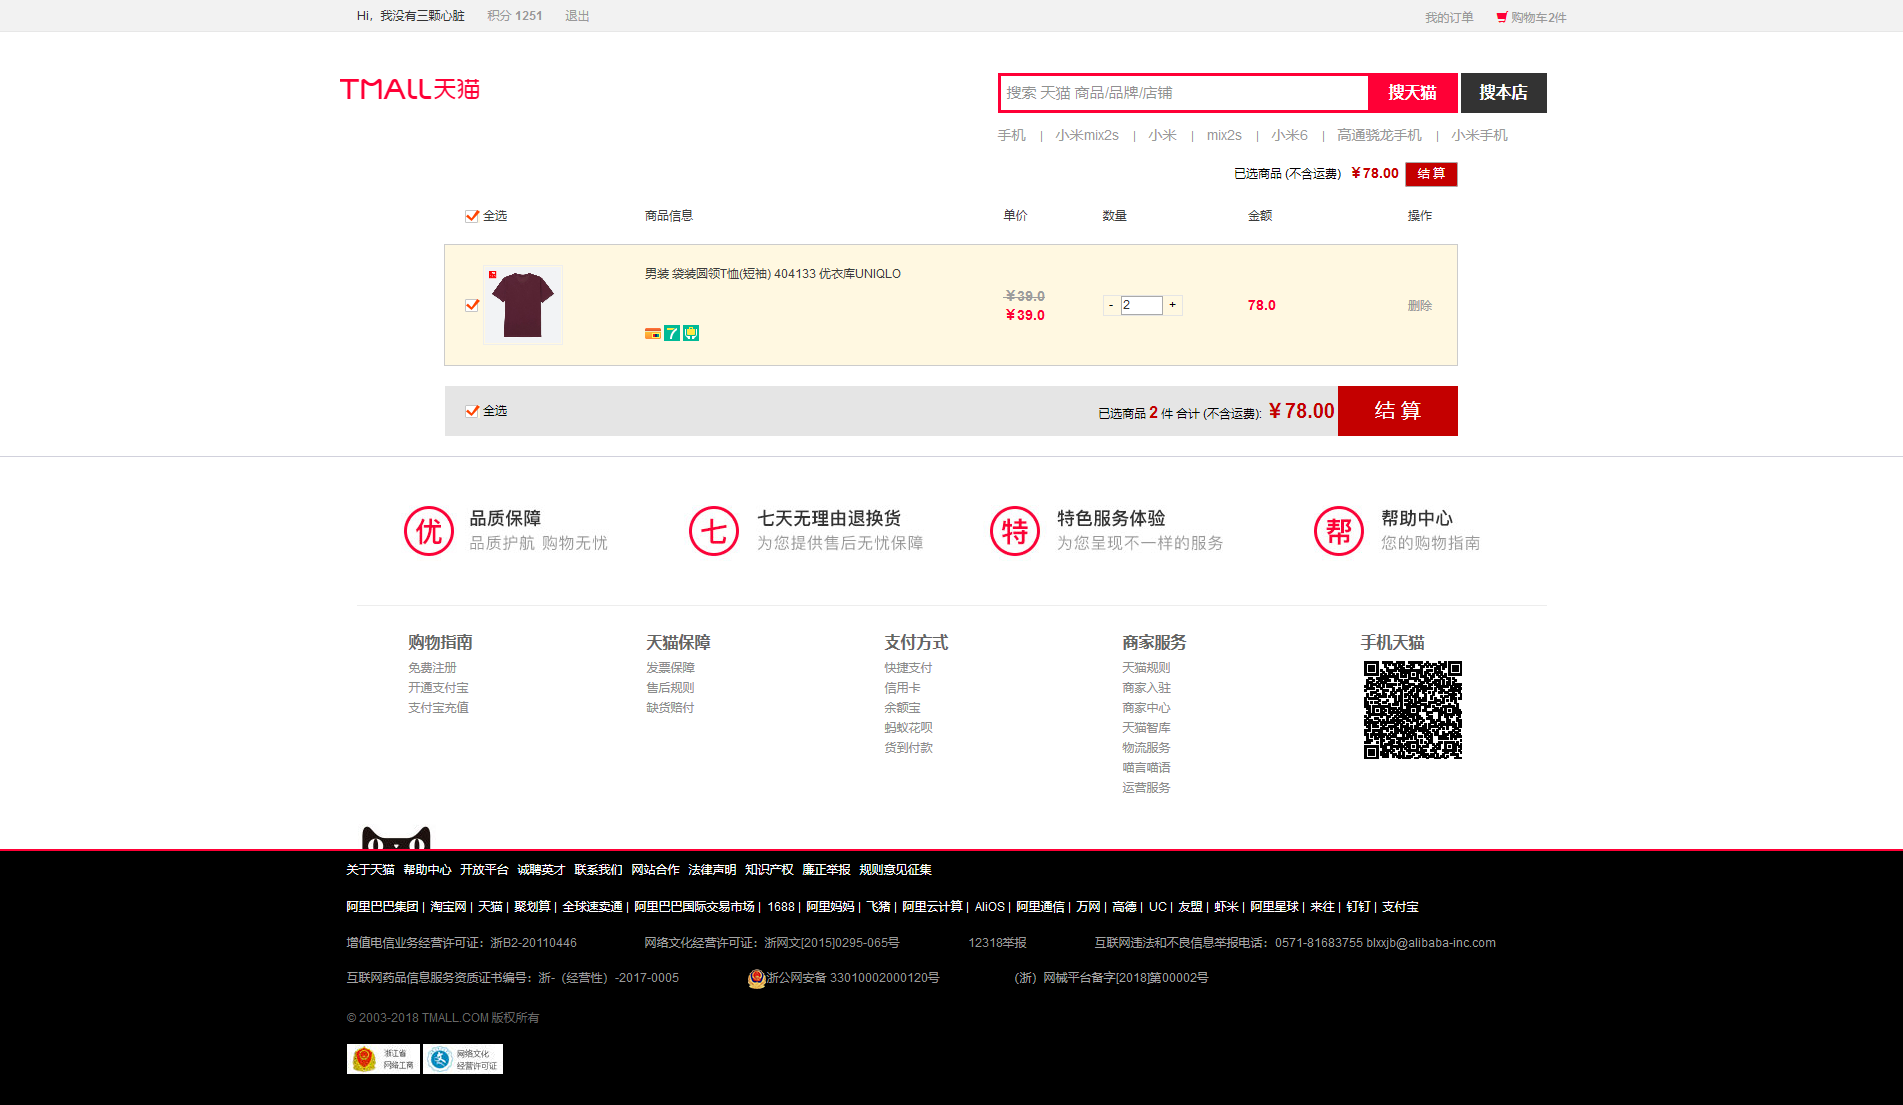 Hi，我没有三颗心脏 积分 1251 退出 我的订单 购物车2件
TMALL天猫 搜索 天猫 商品/品牌/店铺 搜天猫 搜本店
手机 | 小米mix2s | 小米 | mix2s | 小米6 | 高通骁龙手机 | 小米手机
已选商品 (不含运费) ￥78.00 结 算
全选 商品信息 单价 数量 金额 操作
男装 袋装圆领T恤(短袖) 404133 优衣库UNIQLO
￥39.0
￥39.0
- 2 +
78.0
删除
7
全选 已选商品 2 件 合计 (不含运费): ￥78.00 结 算
优 品质保障 七 七天无理由退换货 特 特色服务体验 帮 帮助中心
品质护航 购物无忧 为您提供售后无忧保障 为您呈现不一样的服务 您的购物指南
购物指南 天猫保障 支付方式 商家服务 手机天猫
免费注册 发票保障 快捷支付 天猫规则
开通支付宝 售后规则 信用卡 商家入驻
支付宝充值 缺货赔付 余额宝 商家中心
蚂蚁花呗 天猫智库
货到付款 物流服务
喵言喵语
运营服务
关于天猫 帮助中心 开放平台 诚聘英才 联系我们 网站合作 法律声明 知识产权 廉正举报 规则意见征集
阿里巴巴集团 | 淘宝网 | 天猫 | 聚划算 | 全球速卖通 | 阿里巴巴国际交易市场 | 1688 | 阿里妈妈 | 飞猪 | 阿里云计算 | AliOS | 阿里通信 | 万网 | 高德 | UC | 友盟 | 虾米 | 阿里星球 | 来往 | 钉钉 | 支付宝
增值电信业务经营许可证：浙B2-20110446 网络文化经营许可证：浙网文[2015]0295-065号 12318举报 互联网违法和不良信息举报电话：0571-81683755 blxxjb@alibaba-inc.com
互联网药品信息服务资质证书编号：浙-（经营性）-2017-0005 浙公网安备 33010002000120号 （浙）网械平台备字[2018]第00002号
© 2003-2018 TMALL.COM 版权所有
浙江省 网络文化
网络工商 经营许可证